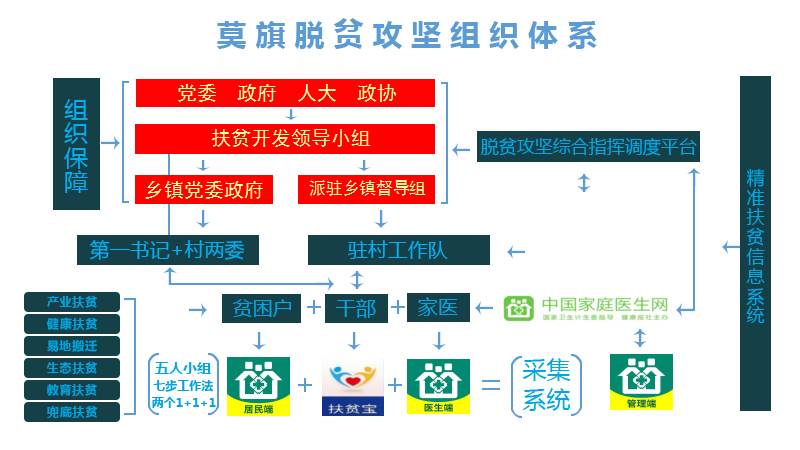 莫旗脱贫攻坚组织体系
组织保障
党委 政府 人大 政协
扶贫开发领导小组
乡镇党委政府
派驻乡镇督导组
脱贫攻坚综合指挥调度平台
精准扶贫信息系统
第一书记+村两委
驻村工作队
贫困户
+
干部
+
家医
中国家庭医生网
国家卫生计生委指导 健康报社主办
产业扶贫
健康扶贫
易地搬迁
生态扶贫
教育扶贫
兜底扶贫
五人小组
七步工作法
两个1+1+1
居民端
+
扶贫宝
+
医生端
=
采集
系统
管理端